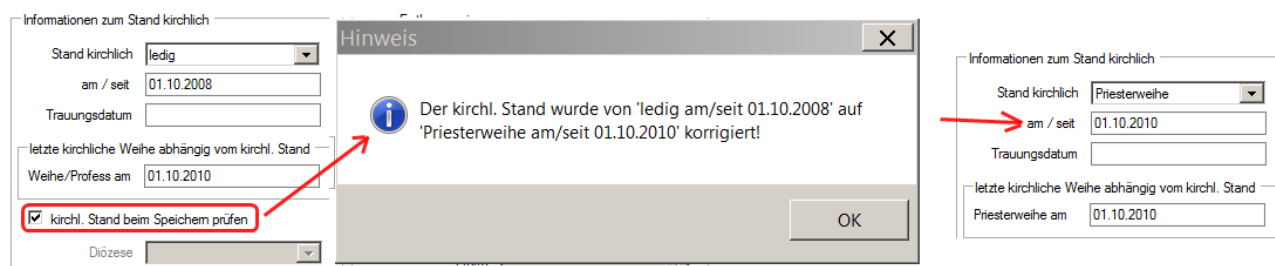 Informationen zum Stand kirchlich
Stand kirchlich ledig
am / seit 01.10.2008
Trauungsdatum
letzte kirchliche Weihe abhängig vom kirchl. Stand
Weihe/Profess am 01.10.2010
kirchl. Stand beim Speichern prüfen
Diözese
Hinweis
Der kirchl. Stand wurde von 'ledig am/seit 01.10.2008' auf
'Priesterweihe am/seit 01.10.2010' korrigiert!
OK
Informationen zum Stand kirchlich
Stand kirchlich Priesterweihe
am / seit 01.10.2010
Trauungsdatum
letzte kirchliche Weihe abhängig vom kirchl. Stand
Priesterweihe am 01.10.2010